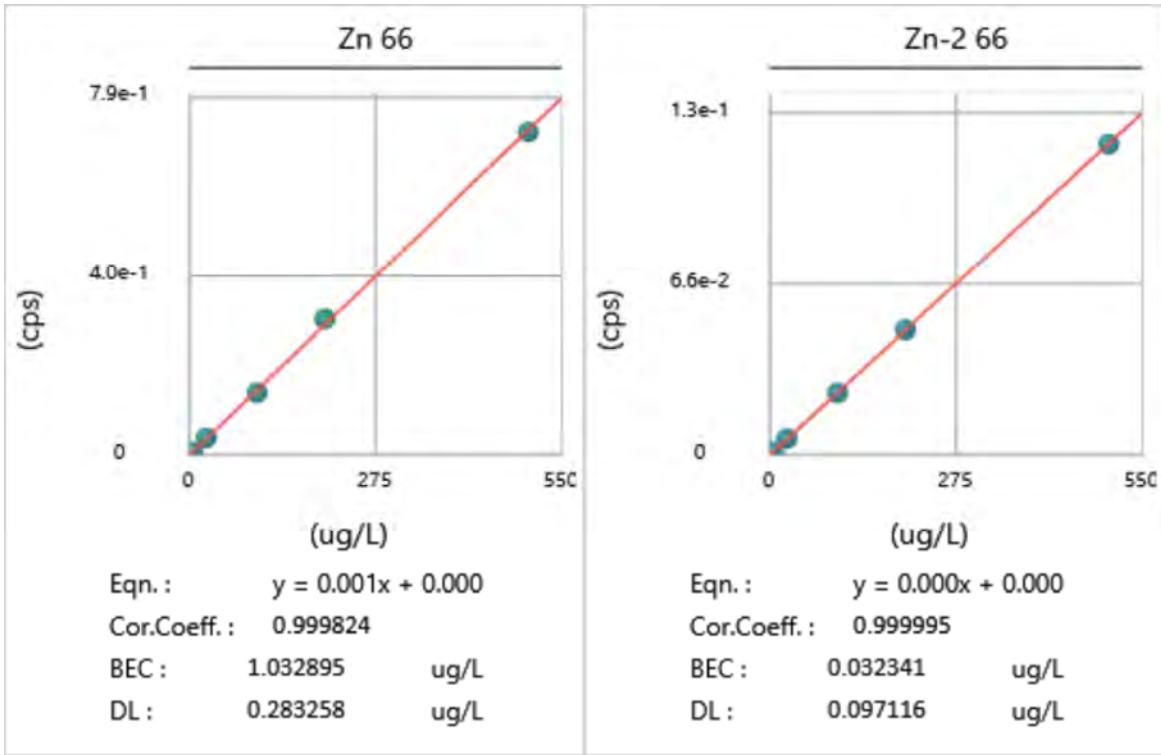 Zn 66
7.9e-1
4.0e-1
0
(cps)
0 275 550
(ug/L)
Eqn. : y = 0.001x + 0.000
Cor.Coeff. : 0.999824
BEC : 1.032895 ug/L
DL : 0.283258 ug/L
Zn-2 66
1.3e-1
6.6e-2
0
(cps)
0 275 550
(ug/L)
Eqn. : y = 0.000x + 0.000
Cor.Coeff. : 0.999995
BEC : 0.032341 ug/L
DL : 0.097116 ug/L